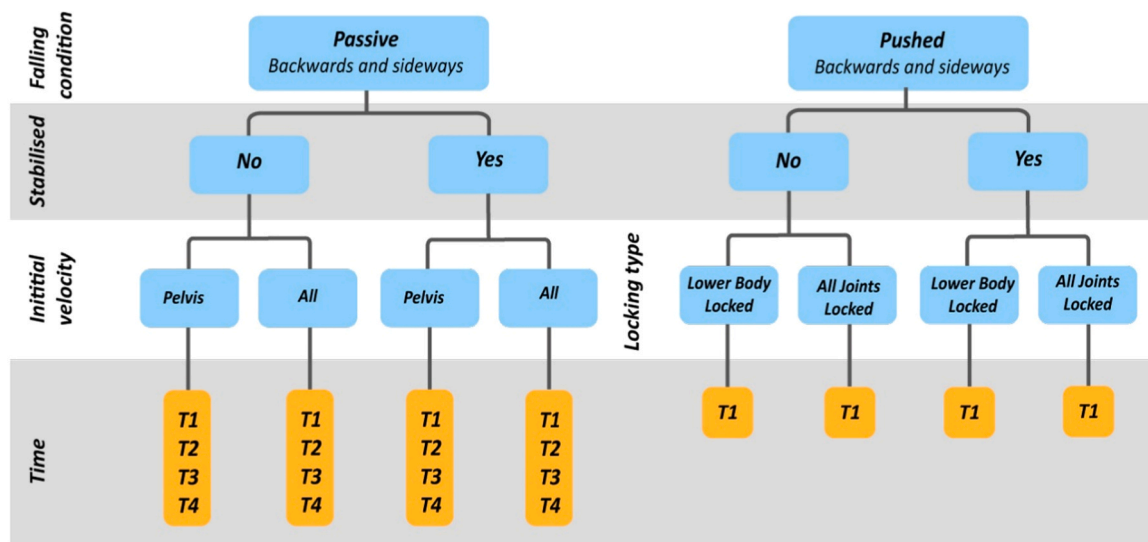 Falling
condition
Passive
Backwards and sideways
Pushed
Backwards and sideways
Stabilised
No
Yes
No
Yes
Inititial
velocity
Pelvis
All
Pelvis
All
Locking type
Lower Body
Locked
All Joints
Locked
Lower Body
Locked
All Joints
Locked
Time
T1
T2
T3
T4
T1
T2
T3
T4
T1
T2
T3
T4
T1
T2
T3
T4
T1
T1
T1
T1